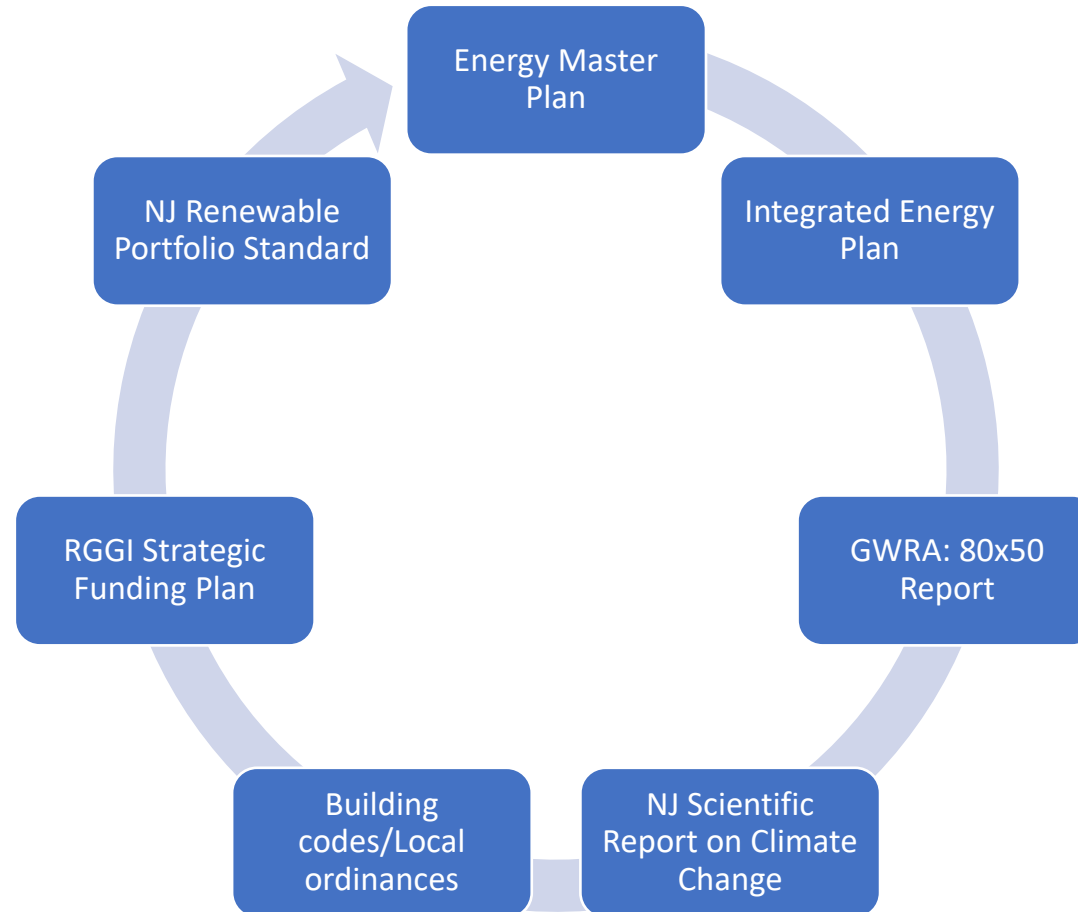 Energy Master
Plan
Integrated Energy
Plan
GWRA: 80x50
Report
NJ Scientific
Report on Climate
Change
Building
codes/Local
ordinances
RGGI Strategic
Funding Plan
NJ Renewable
Portfolio Standard